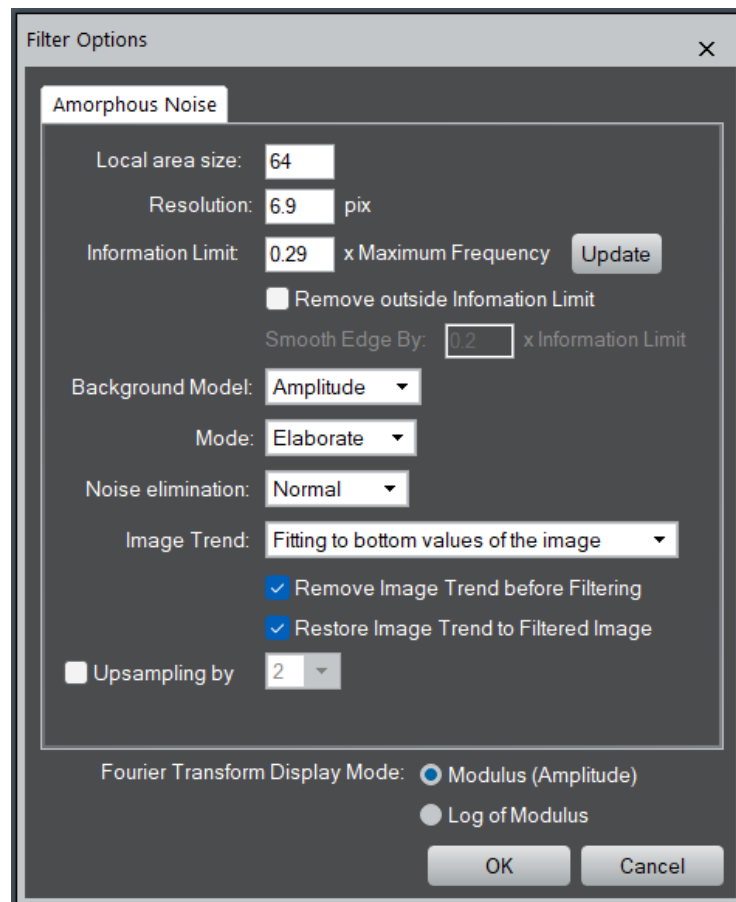 Filter Options
Amorphous Noise
Local area size: 64
Resolution: 6.9 pix
Information Limit: 0.29 x Maximum Frequency Update
Remove outside Infomation Limit
Smooth Edge By: 0.2 x Information Limit
Background Model: Amplitude
Mode: Elaborate
Noise elimination: Normal
Image Trend: Fitting to bottom values of the image
Remove Image Trend before Filtering
Restore Image Trend to Filtered Image
Upsampling by 2
Fourier Transform Display Mode: Modulus (Amplitude)
Log of Modulus
OK Cancel